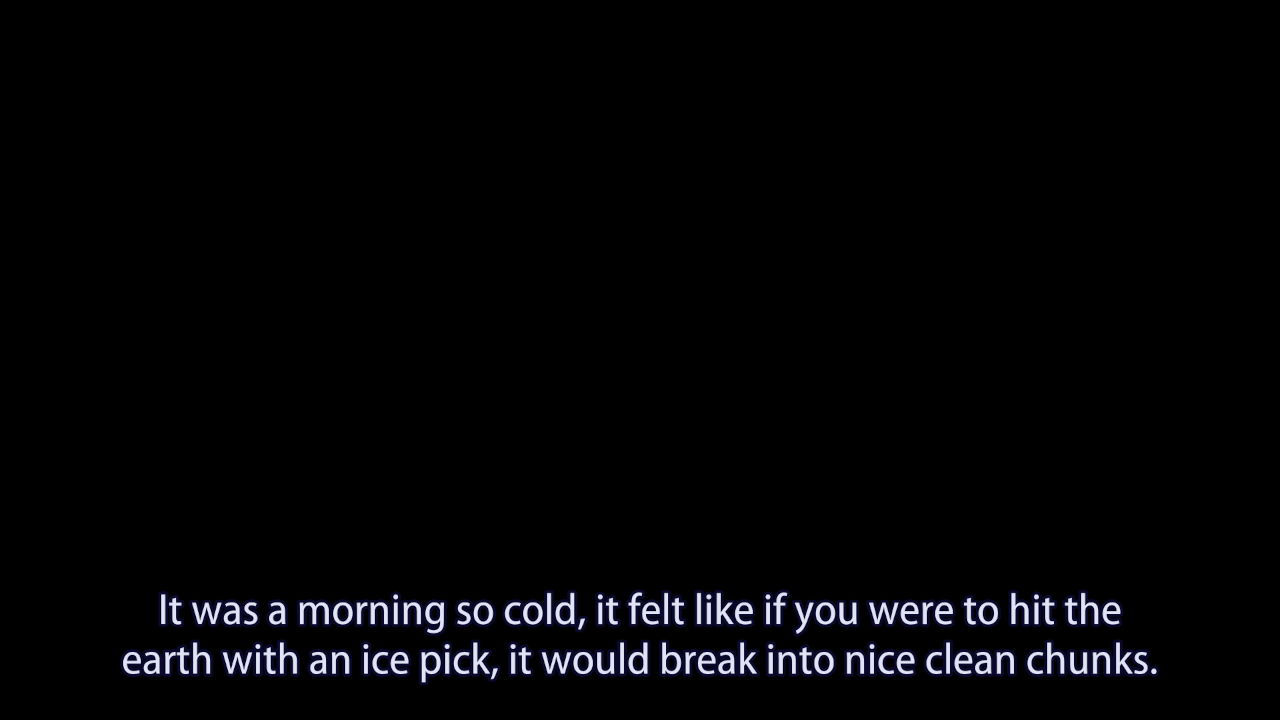 It was a morning so cold, it felt like if you were to hit the
earth with an ice pick, it would break into nice clean chunks.